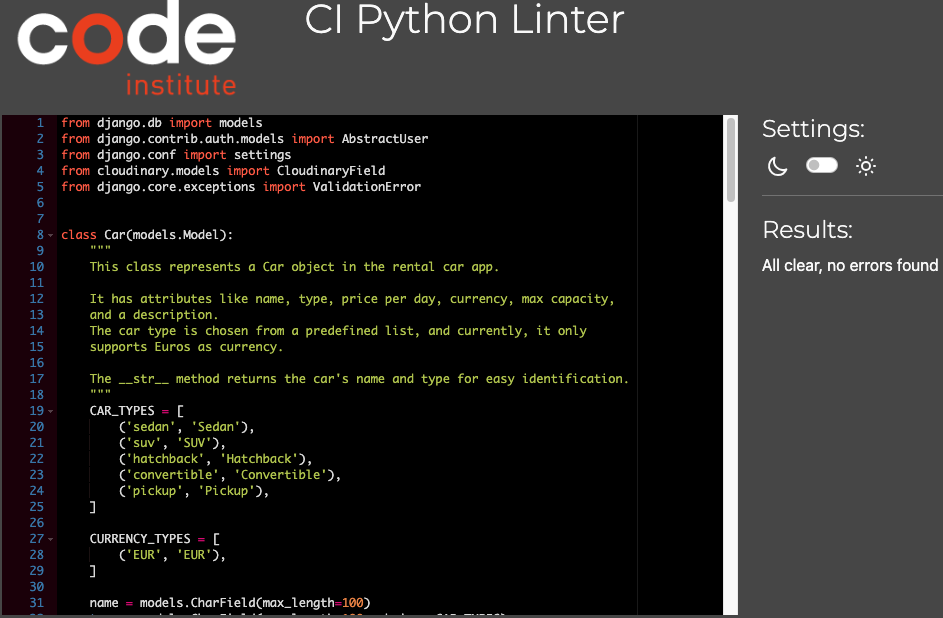 code
institute
CI Python Linter
1 from django.db import models
2 from django.contrib.auth.models import AbstractUser
3 from django.conf import settings
4 from cloudinary.models import CloudinaryField
5 from django.core.exceptions import ValidationError
6
7
8 class Car(models.Model):
9     """
10     This class represents a Car object in the rental car app.
11
12     It has attributes like name, type, price per day, currency, max capacity,
13     and a description.
14     The car type is chosen from a predefined list, and currently, it only
15     supports Euros as currency.
16
17     The __str__ method returns the car's name and type for easy identification.
18     """
19     CAR_TYPES = [
20         ('sedan', 'Sedan'),
21         ('suv', 'SUV'),
22         ('hatchback', 'Hatchback'),
23         ('convertible', 'Convertible'),
24         ('pickup', 'Pickup'),
25     ]
26
27     CURRENCY_TYPES = [
28         ('EUR', 'EUR'),
29     ]
30
31     name = models.CharField(max_length=100)
Settings:
Results:
All clear, no errors found